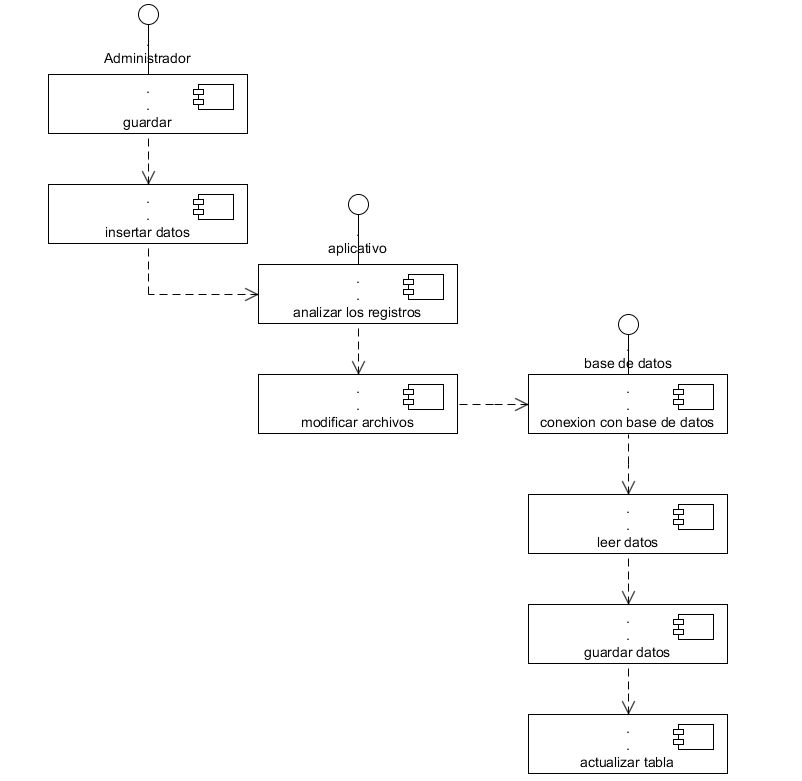 Administrador
guardar
insertar datos
aplicativo
analizar los registros
modificar archivos
base de datos
conexion con base de datos
leer datos
guardar datos
actualizar tabla